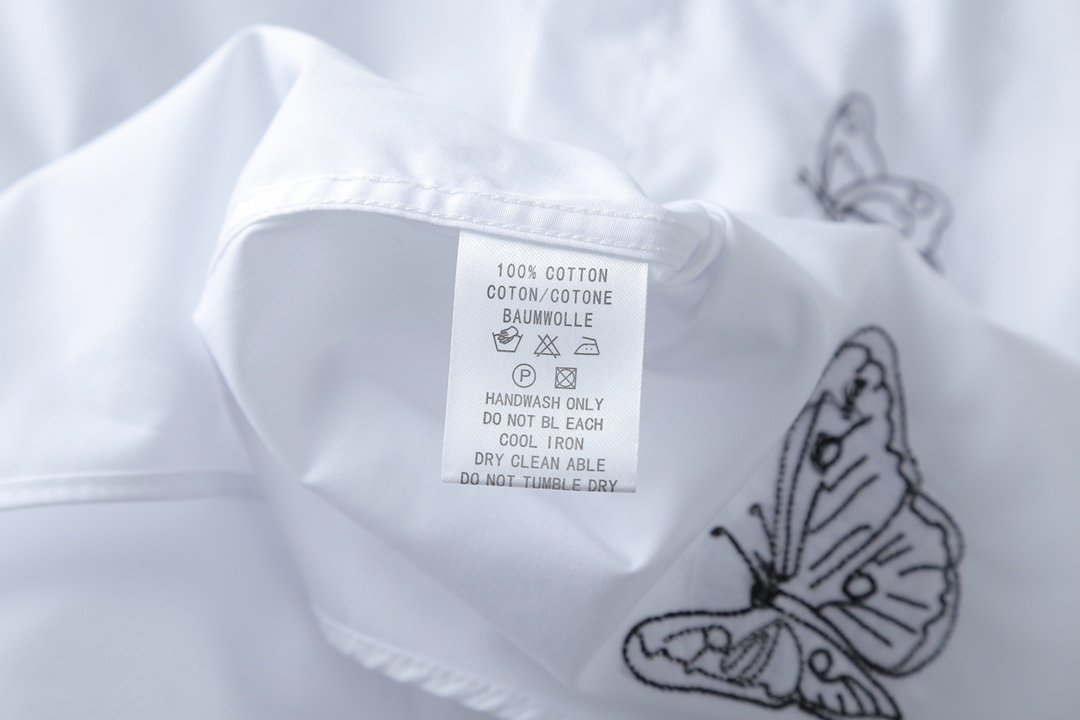 100% COTTON
COTON/COTONE
BAUMWOLLE
P
HANDWASH ONLY
DO NOT BL EACH
COOL IRON
DRY CLEAN ABLE
DO NOT TUMBLE DRY